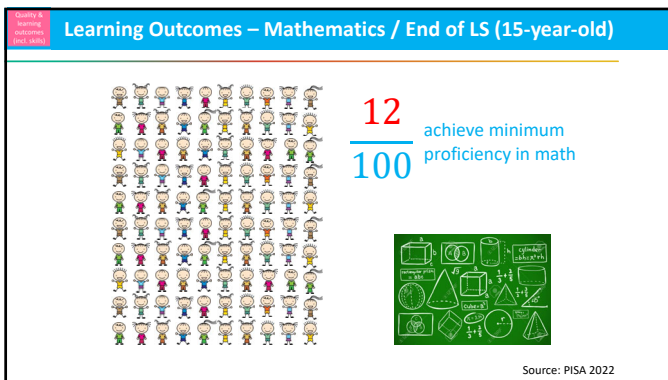 Quality &
learning
outcomes
(incl. skills)
Learning Outcomes – Mathematics / End of LS (15-year-old)
12
100
achieve minimum
proficiency in math
Source: PISA 2022